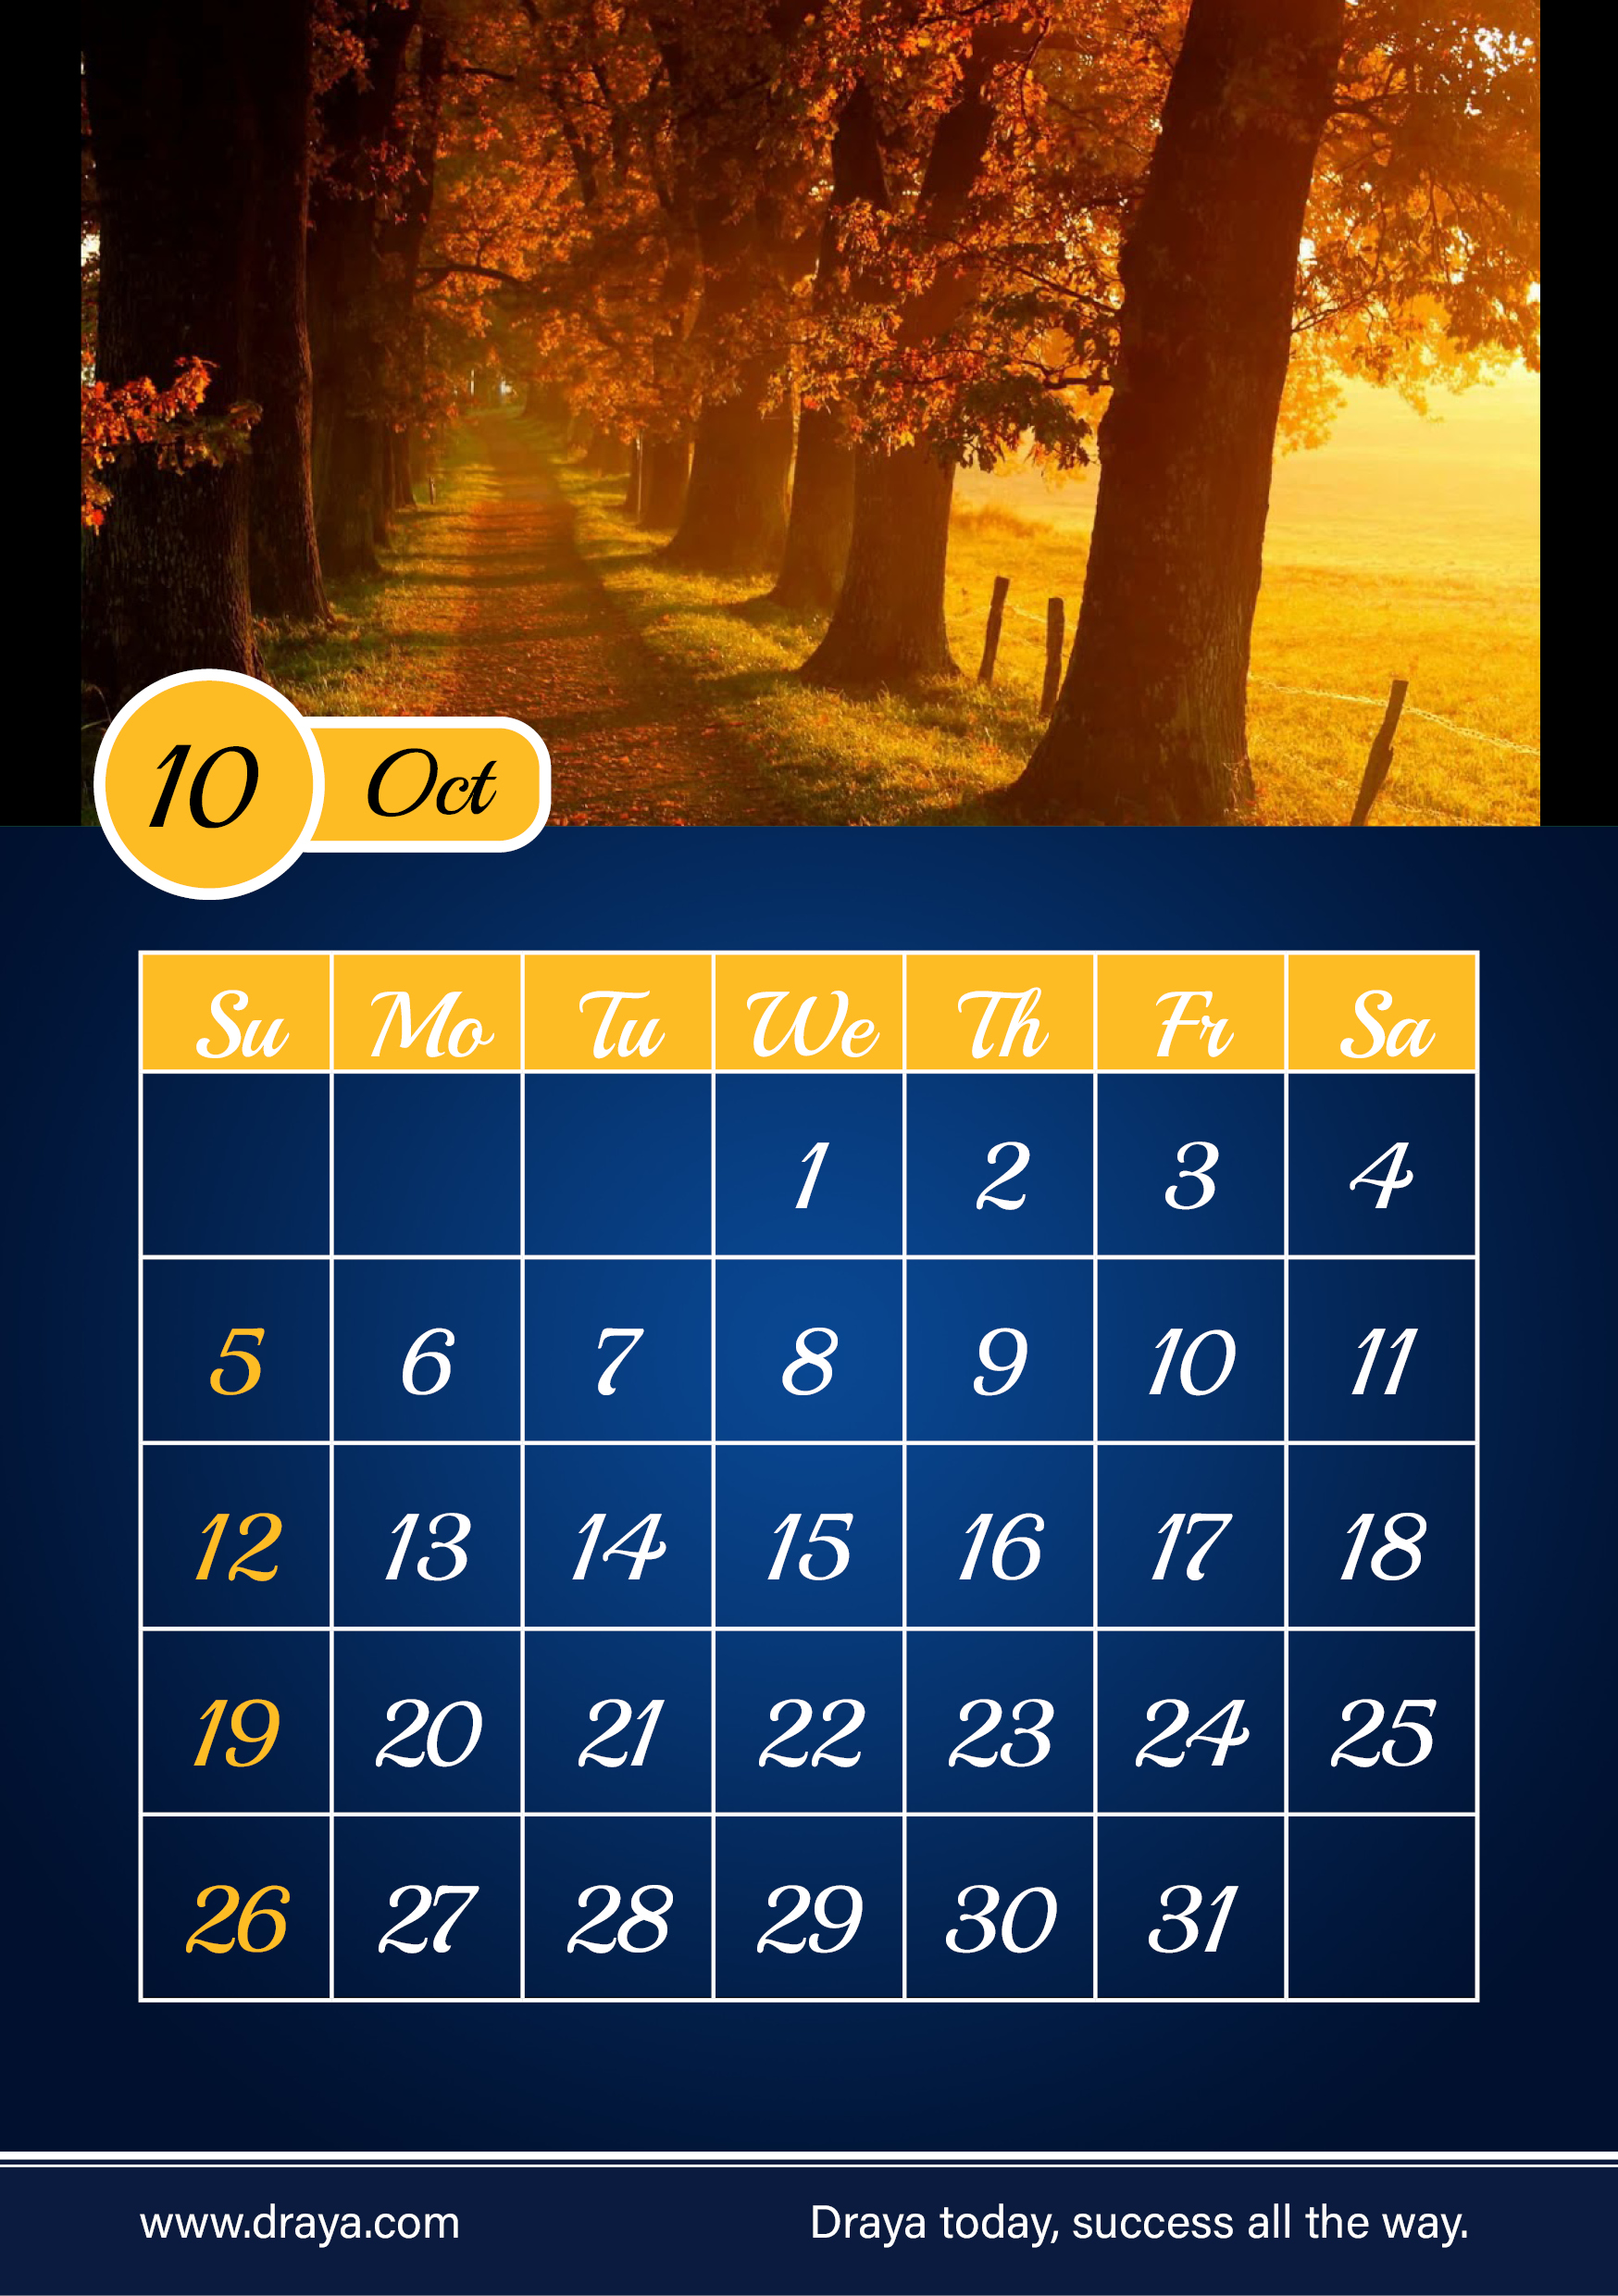 10 Oct
Su Mo Tu We Th Fr Sa
1 2 3 4
5 6 7 8 9 10 11
12 13 14 15 16 17 18
19 20 21 22 23 24 25
26 27 28 29 30 31
www.draya.com Draya today, success all the way.